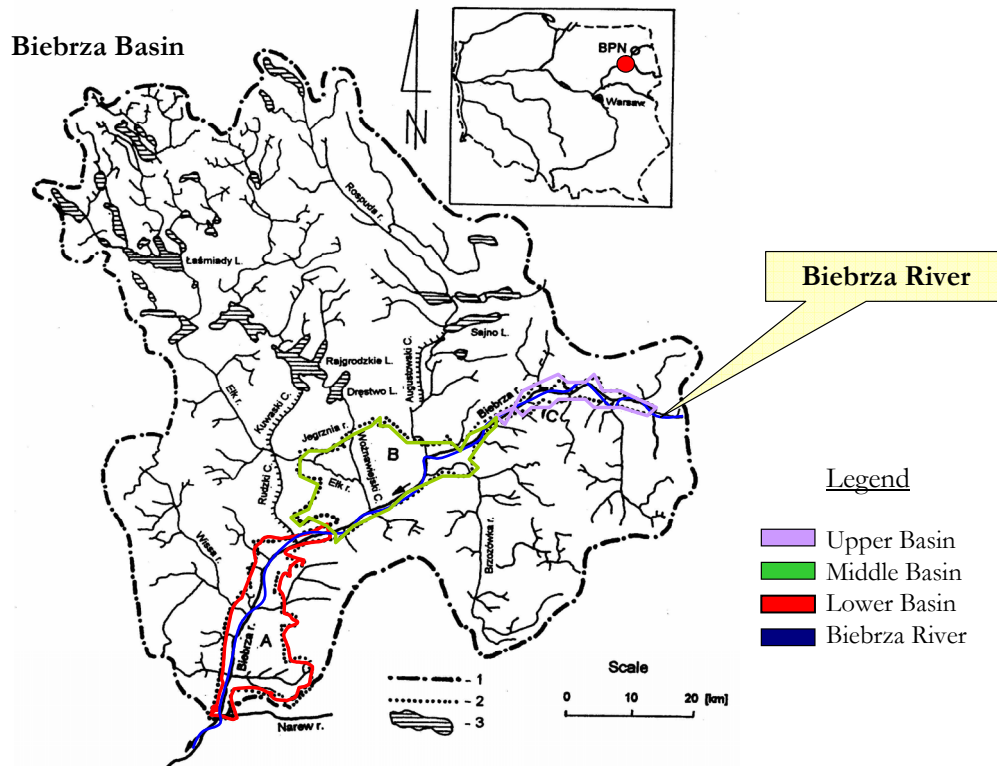 Biebrza Basin
N
BPN
Warsaw
Rospuda r.
Łaśmiady L.
Biebrza River
Sajno L.
Rajgrodzkie L.
Augustowski C.
Dręstwo L.
Ełk r.
Kuwaski C.
Biebrza r.
C
Jegrznia r.
Woźnawiejski C.
B
Ełk r.
Rudzki C.
Legend
Upper Basin
Middle Basin
Lower Basin
Biebrza River
Wissa r.
Brzozówka r.
Biebrza r.
A
Scale
0 10 20 [km]
- 1
- 2
- 3
Narew r.